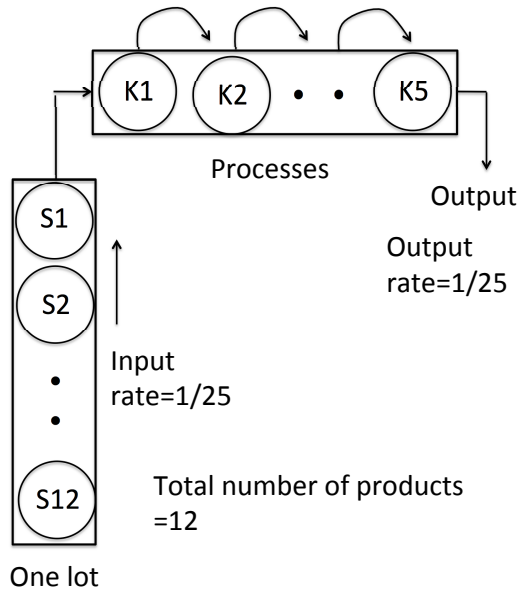 K1
K2
• •
K5
Processes
Output
Output
rate=1/25
S1
S2
•
•
S12
Input
rate=1/25
Total number of products
=12
One lot